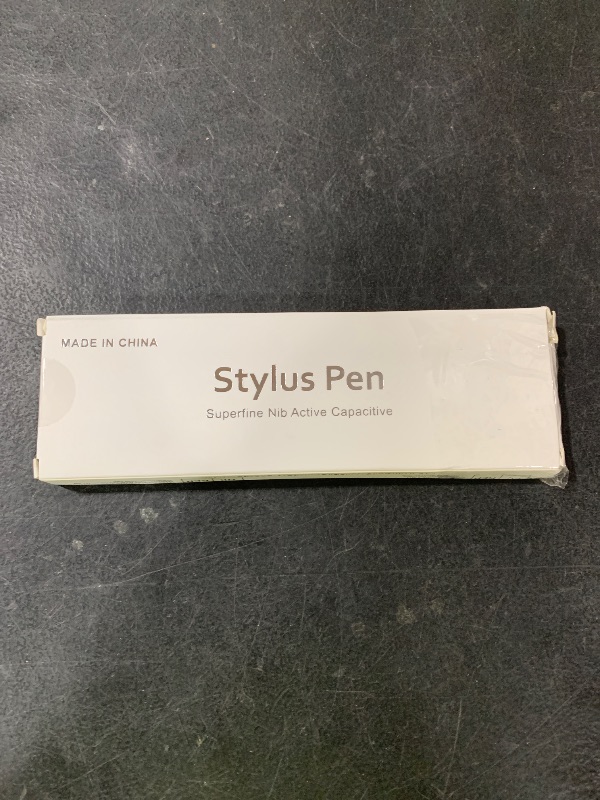 MADE IN CHINA
Stylus Pen
Superfine Nib Active Capacitive